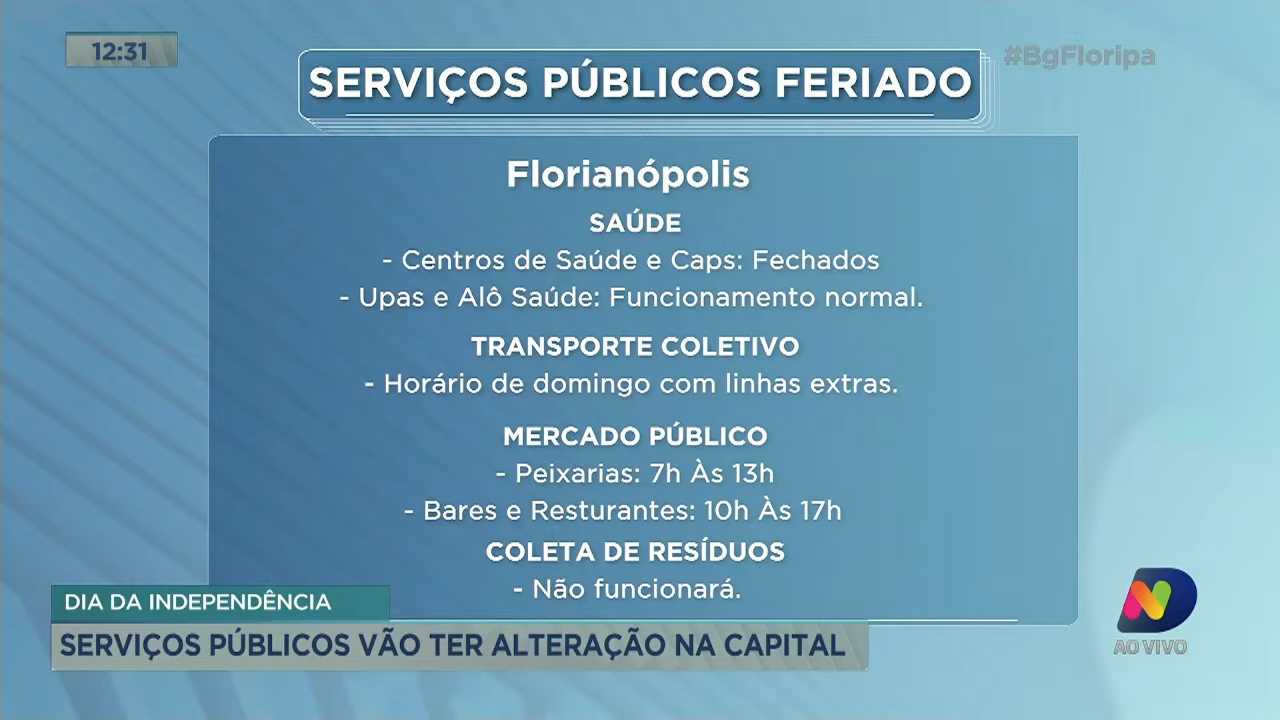 12:31
#BgFloripa
SERVIÇOS PÚBLICOS FERIADO
Florianópolis
SAÚDE
- Centros de Saúde e Caps: Fechados
- Upas e Alô Saúde: Funcionamento normal.
TRANSPORTE COLETIVO
- Horário de domingo com linhas extras.
MERCADO PÚBLICO
- Peixarias: 7h Às 13h
- Bares e Resturantes: 10h Às 17h
COLETA DE RESÍDUOS
- Não funcionará.
DIA DA INDEPENDÊNCIA
SERVIÇOS PÚBLICOS VÃO TER ALTERAÇÃO NA CAPITAL
AO VIVO